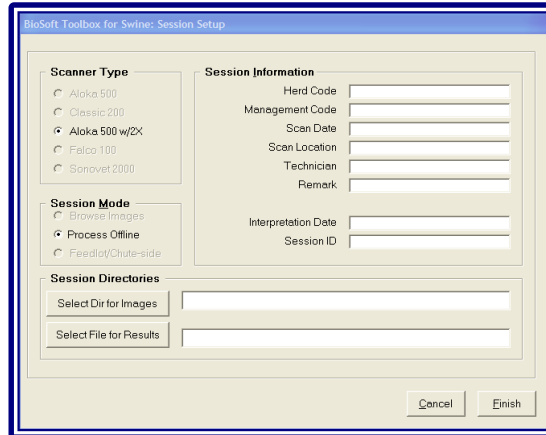 BioSoft Toolbox for Swine: Session Setup
Scanner Type
Aloka 500
Classic 200
Aloka 500 w/2X
Falco 100
Sonovet 2000
Session Mode
Browse Images
Process Offline
Feedlot/Chute-side
Session Information
Herd Code
Management Code
Scan Date
Scan Location
Technician
Remark
Interpretation Date
Session ID
Session Directories
Select Dir for Images
Select File for Results
Cancel
Finish